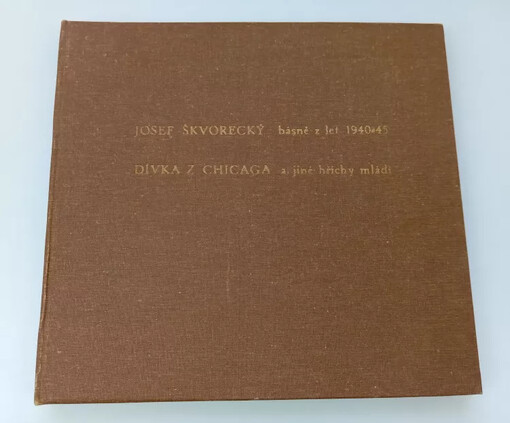 JOSEF ŠKVORECKÝ básně z let 1940-45
DÍVKA Z CHICAGA a jiné hříchy mládí